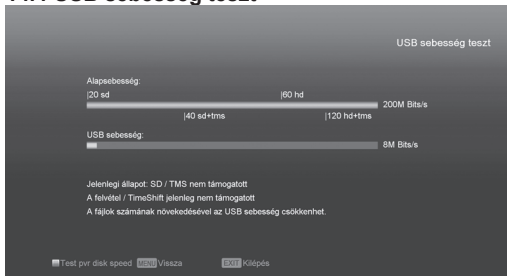 USB sebesség teszt
Alapsebesség:
|20 sd |60 hd
200M Bits/s
|40 sd+tms |120 hd+tms
USB sebesség:
8M Bits/s
Jelenlegi állapot: SD / TMS nem támogatott
A felvétel / TimeShift jelenleg nem támogatott
A fájlok számának növekedésével az USB sebesség csökkenhet.
Test pvr disk speed MENU Vissza EXIT Kilépés